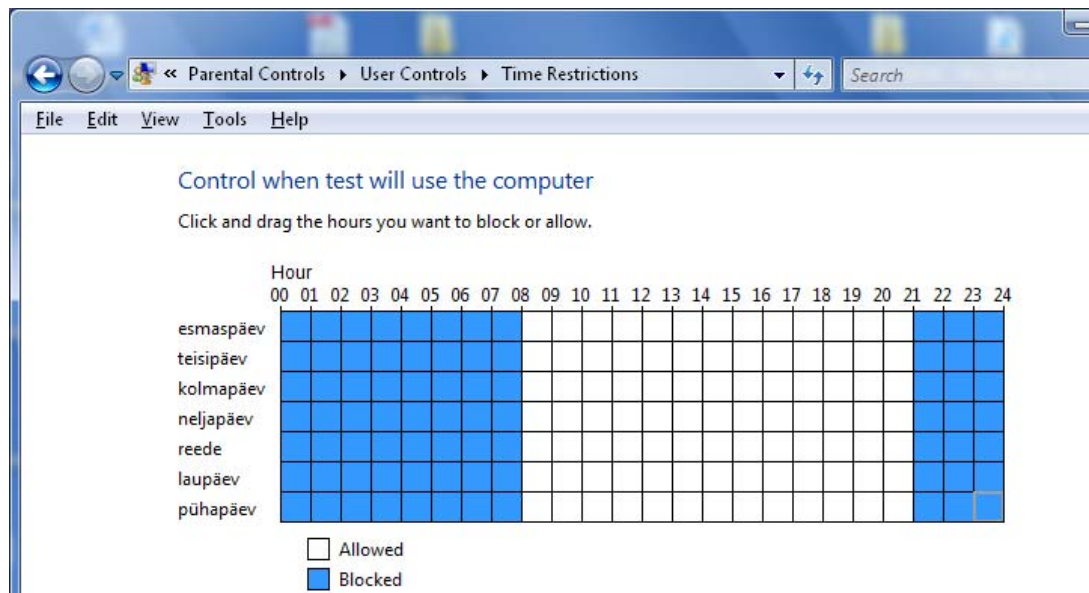 « Parental Controls ▸ User Controls ▸ Time Restrictions Search
File Edit View Tools Help
Control when test will use the computer
Click and drag the hours you want to block or allow.
Hour
00 01 02 03 04 05 06 07 08 09 10 11 12 13 14 15 16 17 18 19 20 21 22 23 24
esmaspäev
teisipäev
kolmapäev
neljapäev
reede
laupäev
pühapäev
Allowed
Blocked